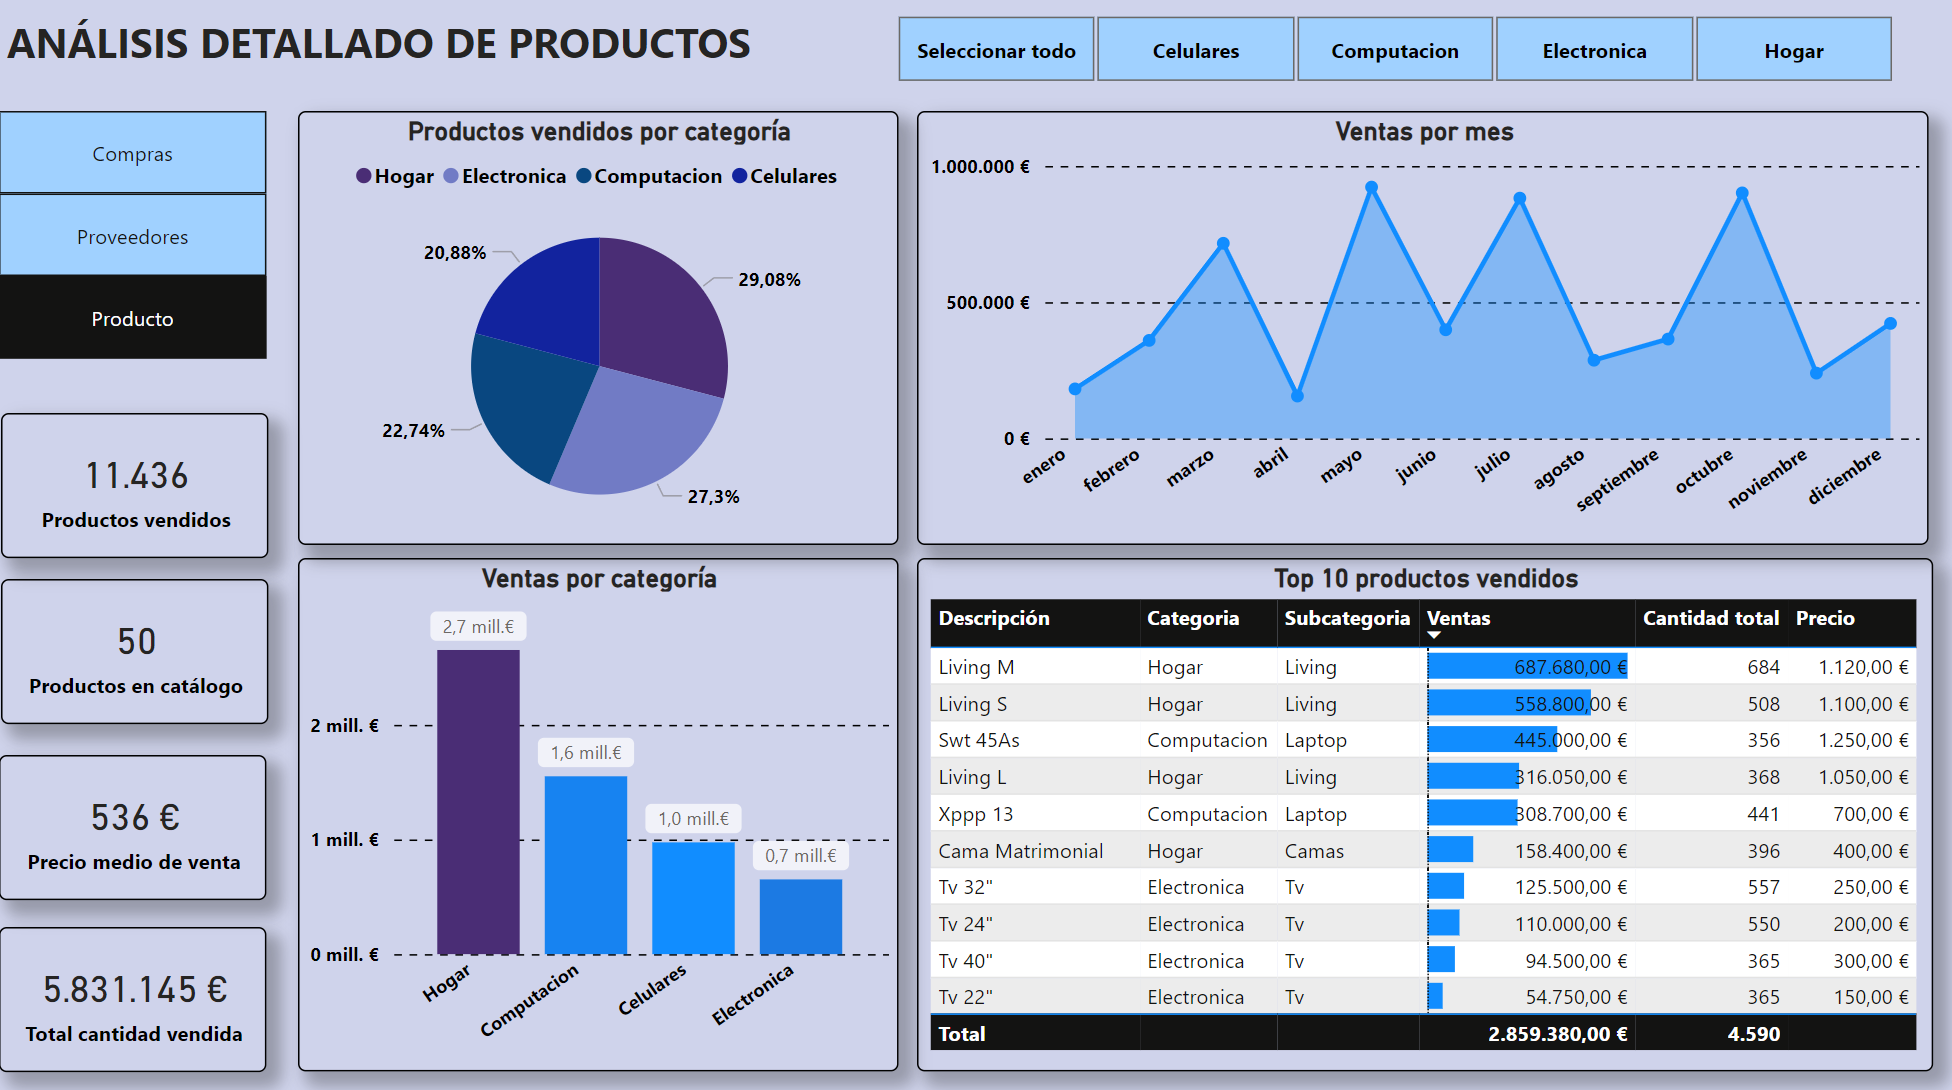 ANÁLISIS DETALLADO DE PRODUCTOS
Seleccionar todo
Celulares
Computacion
Electronica
Hogar
Compras
Proveedores
Producto
11.436
Productos vendidos
50
Productos en catálogo
536 €
Precio medio de venta
5.831.145 €
Total cantidad vendida
Productos vendidos por categoría
Hogar Electronica Computacion Celulares
20,88%
29,08%
22,74%
27,3%
Ventas por mes
1.000.000 €
500.000 €
0 €
enero
febrero
marzo
abril
mayo
junio
julio
agosto
septiembre
octubre
noviembre
diciembre
Ventas por categoría
2,7 mill.€
2 mill. €
1,6 mill.€
1,0 mill.€
1 mill. €
0,7 mill.€
0 mill. €
Hogar
Computacion
Celulares
Electronica
Top 10 productos vendidos
Descripción Categoria Subcategoria Ventas Cantidad total Precio
Living M Hogar Living 687.680,00 € 684 1.120,00 €
Living S Hogar Living 558.800,00 € 508 1.100,00 €
Swt 45As Computacion Laptop 445.000,00 € 356 1.250,00 €
Living L Hogar Living 316.050,00 € 368 1.050,00 €
Xppp 13 Computacion Laptop 308.700,00 € 441 700,00 €
Cama Matrimonial Hogar Camas 158.400,00 € 396 400,00 €
Tv 32" Electronica Tv 125.500,00 € 557 250,00 €
Tv 24" Electronica Tv 110.000,00 € 550 200,00 €
Tv 40" Electronica Tv 94.500,00 € 365 300,00 €
Tv 22" Electronica Tv 54.750,00 € 365 150,00 €
Total 2.859.380,00 € 4.590